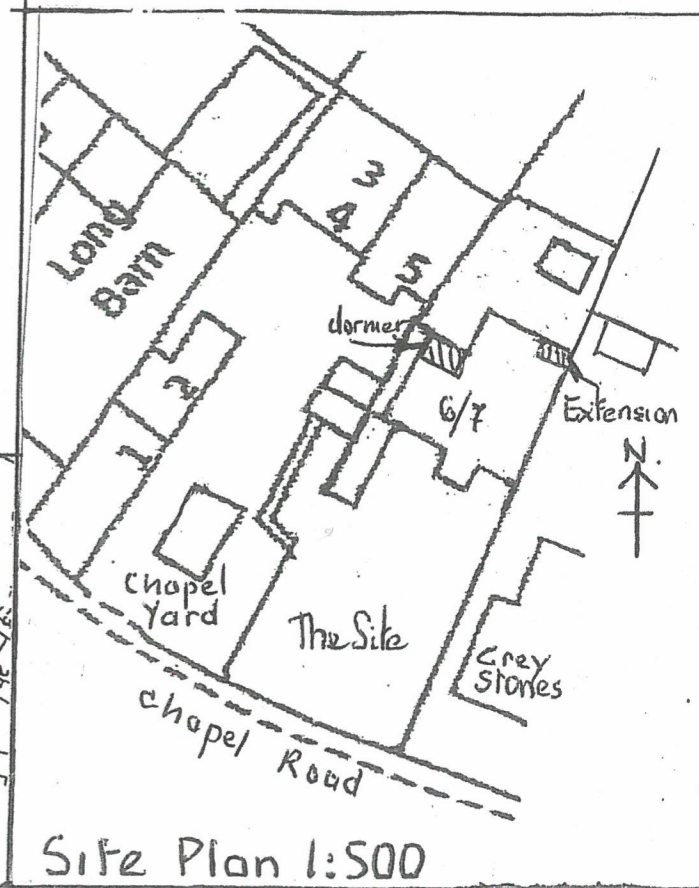 3
4
5
Long
Barn
dormer
6/7
Extension
N.
2
1
Chapel
Yard
The Site
Grey
Stones
Chapel Road
Site Plan 1:500